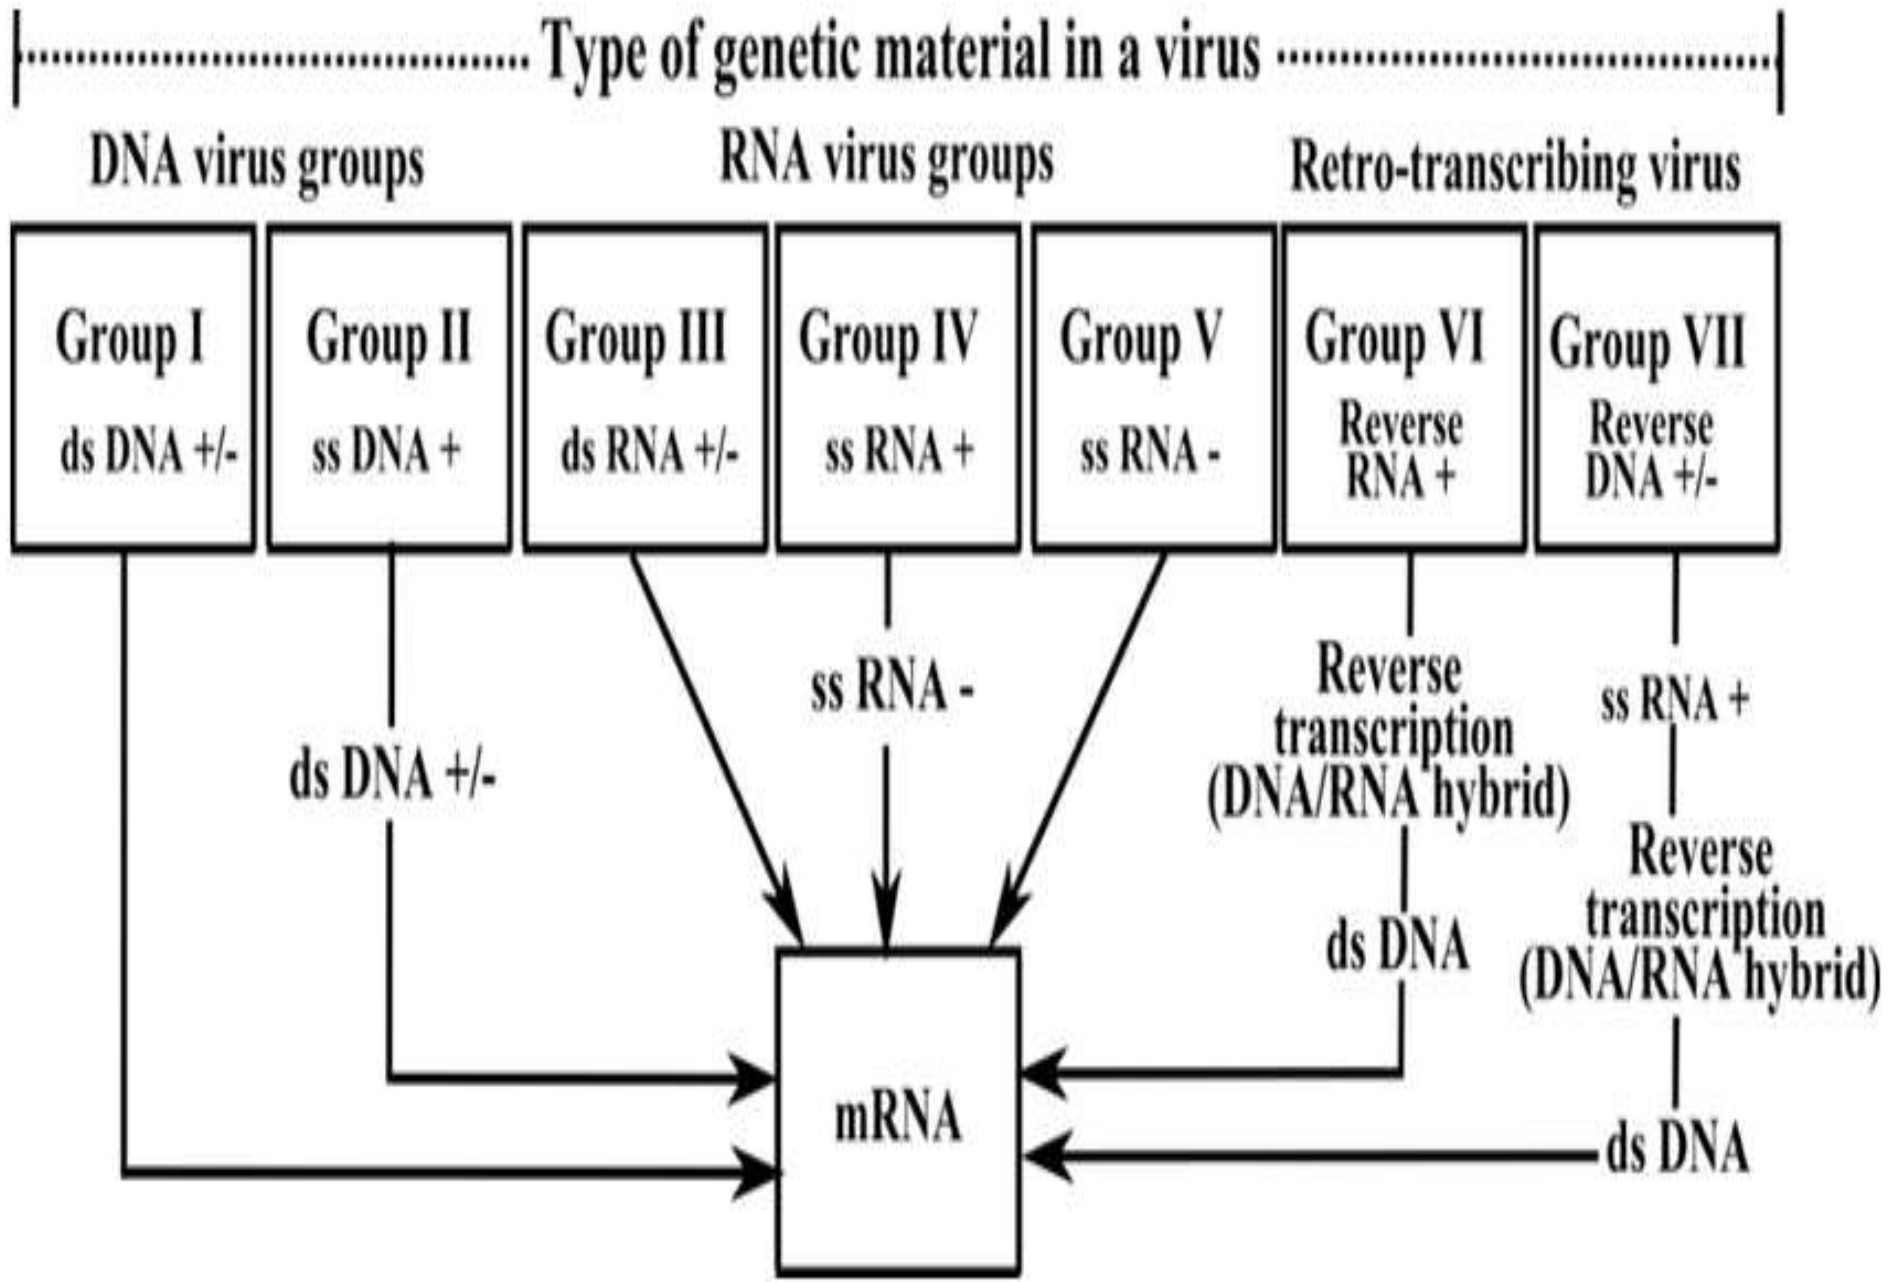 Type of genetic material in a virus
DNA virus groups
RNA virus groups
Retro-transcribing virus
Group I
ds DNA +/-
Group II
ss DNA +
Group III
ds RNA +/-
Group IV
ss RNA +
Group V
ss RNA -
Group VI
Reverse
RNA +
Group VII
Reverse
DNA +/-
ds DNA +/-
ss RNA -
Reverse
transcription
(DNA/RNA hybrid)
ds DNA
ss RNA +
Reverse
transcription
(DNA/RNA hybrid)
ds DNA
mRNA